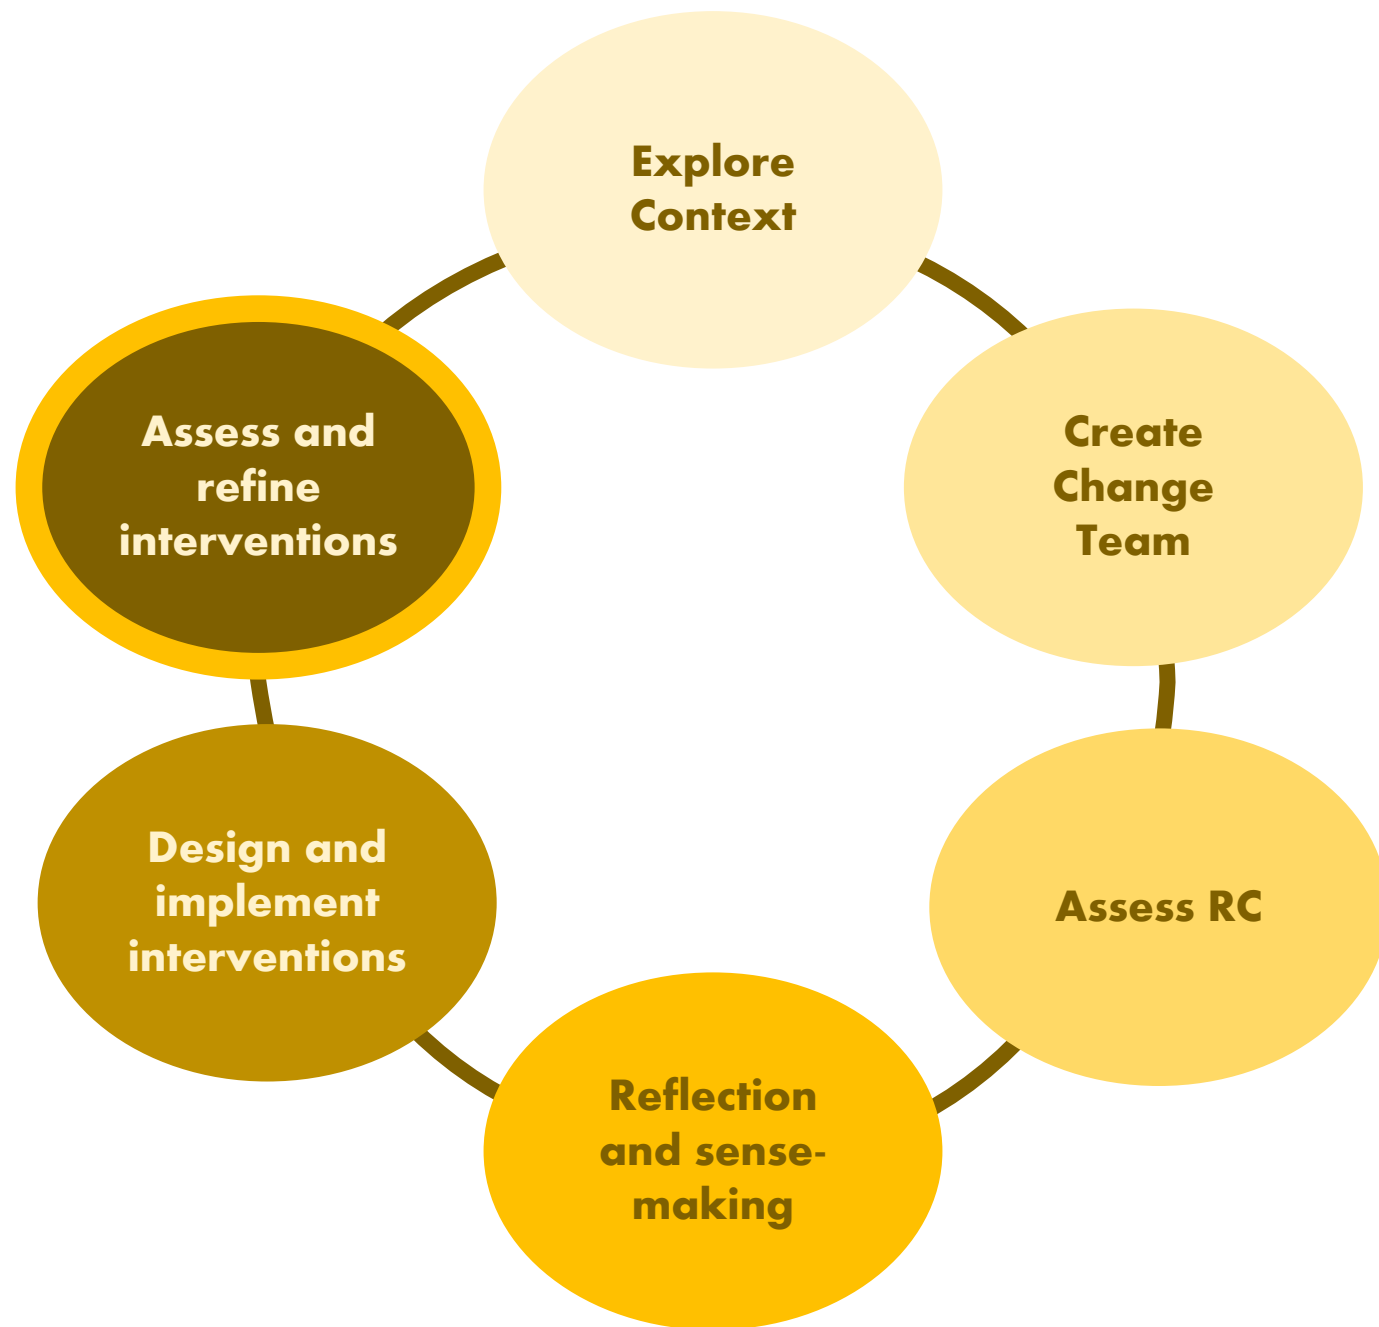 Explore
Context
Create
Change
Team
Assess RC
Reflection
and sense-
making
Design and
implement
interventions
Assess and
refine
interventions